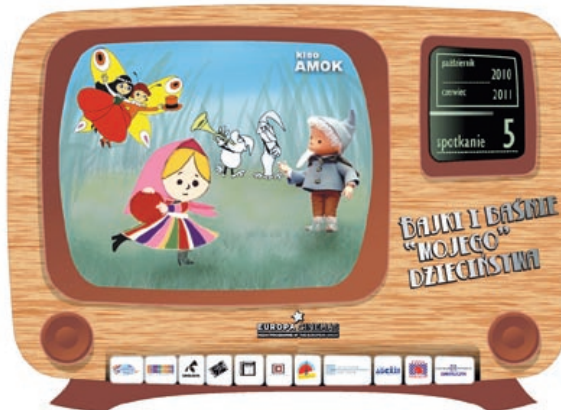 KINO
AMOK
październik
2010
czerwiec
2011
spotkanie 5
BAJKI I BAŚNIE
"MOJEGO"
DZIECIŃSTWA
EUROPA CINEMAS